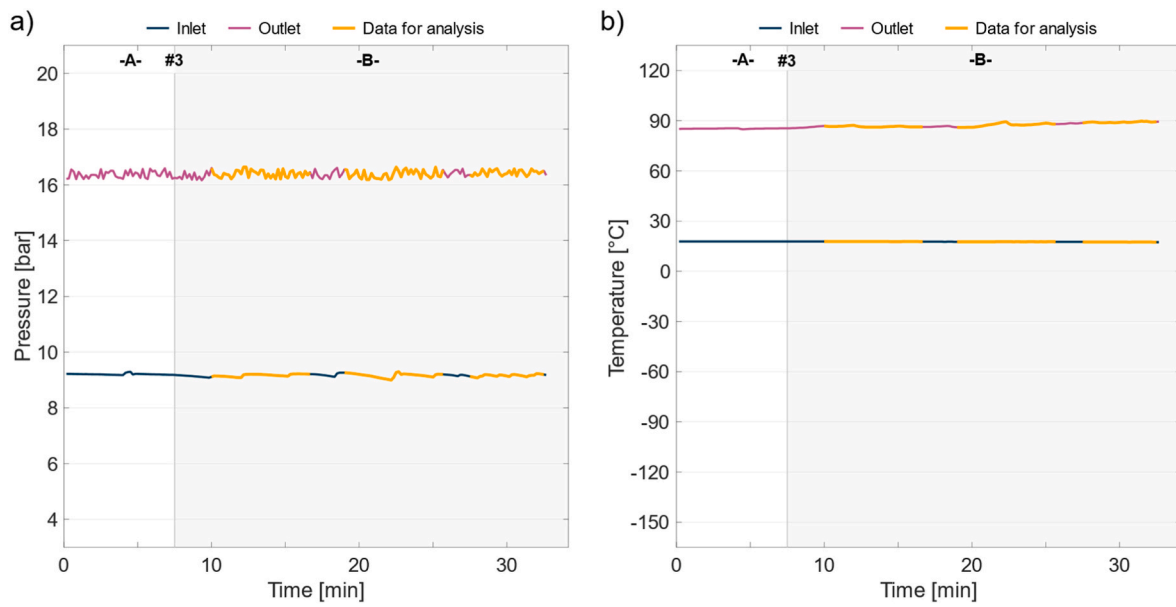 a)
Inlet Outlet Data for analysis
-A- #3 -B-
20
18
16
14
12
10
8
6
4
Pressure [bar]
0 10 20 30
Time [min]
b)
Inlet Outlet Data for analysis
-A- #3 -B-
120
90
60
30
0
-30
-60
-90
-120
-150
Temperature [°C]
0 10 20 30
Time [min]